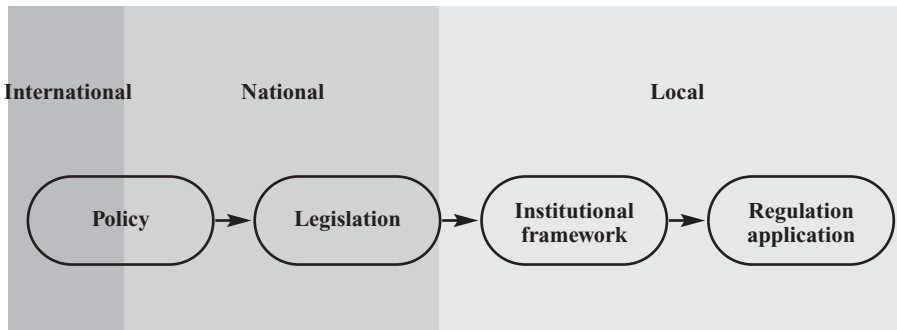 International
National
Local
Policy
Legislation
Institutional
framework
Regulation
application